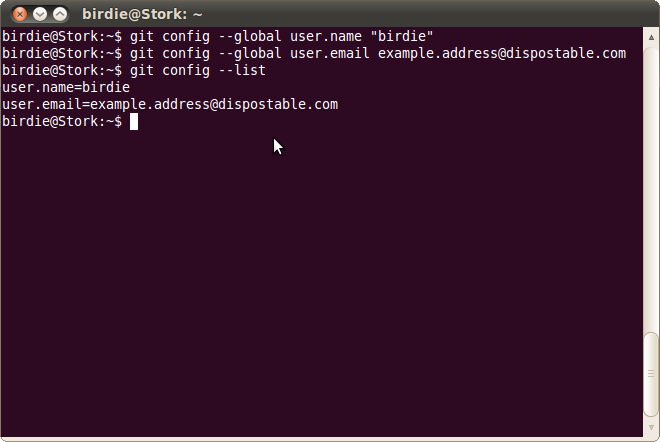 birdie@Stork: ~
birdie@Stork:~$ git config --global user.name "birdie"
birdie@Stork:~$ git config --global user.email example.address@dispostable.com
birdie@Stork:~$ git config --list
user.name=birdie
user.email=example.address@dispostable.com
birdie@Stork:~$